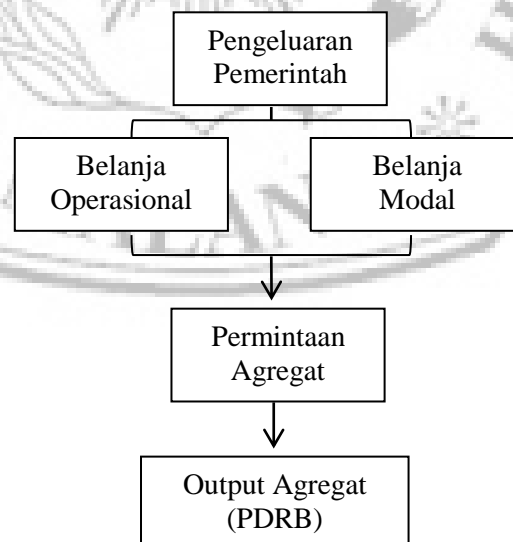 Pengeluaran
Pemerintah
Belanja
Operasional
Belanja
Modal
Permintaan
Agregat
Output Agregat
(PDRB)